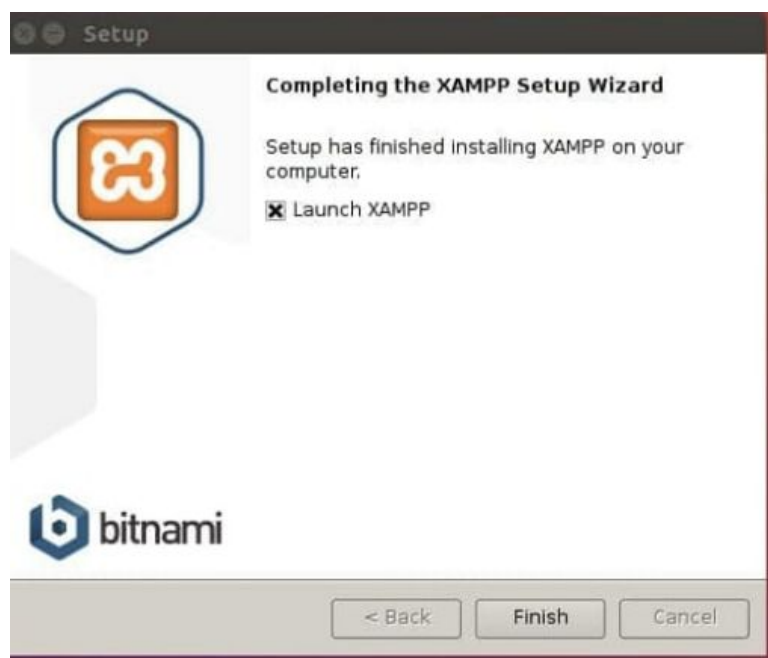 Setup
Completing the XAMPP Setup Wizard
Setup has finished installing XAMPP on your
computer.
Launch XAMPP
bitnami
< Back
Finish
Cancel